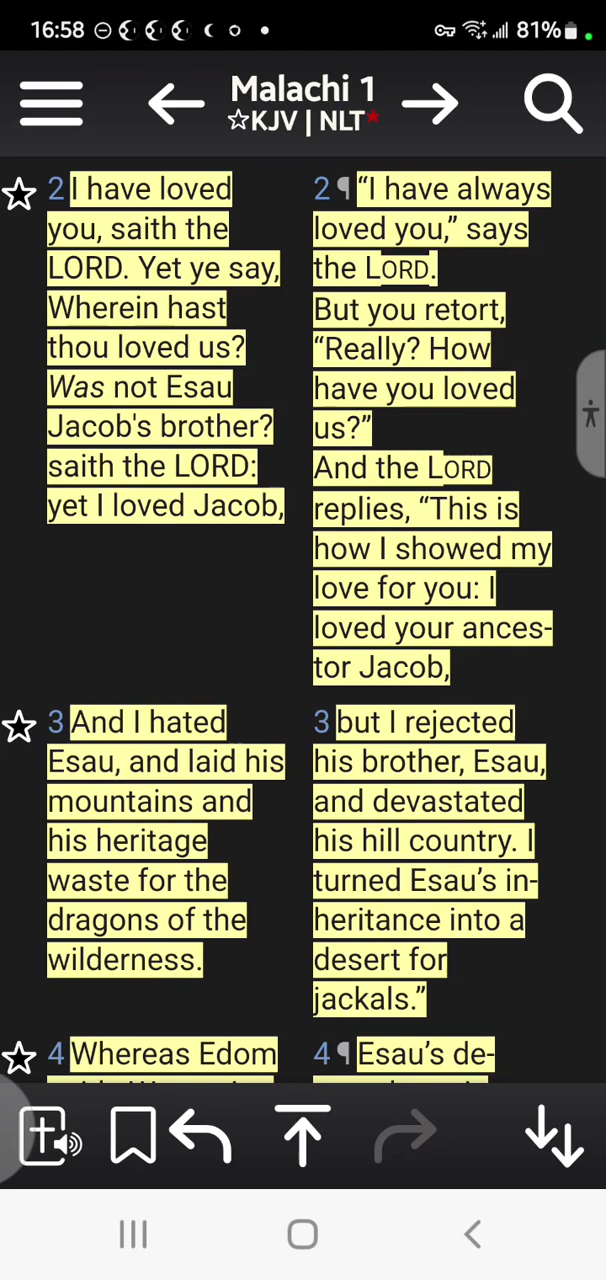 16:58
81%
Malachi 1
☆KJV | NLT★
2 I have loved
you, saith the
LORD. Yet ye say,
Wherein hast
thou loved us?
Was not Esau
Jacob's brother?
saith the LORD:
yet I loved Jacob,
2 ¶ “I have always
loved you,” says
the LORD.
But you retort,
“Really? How
have you loved
us?”
And the LORD
replies, “This is
how I showed my
love for you: I
loved your ances-
tor Jacob,
3 And I hated
Esau, and laid his
mountains and
his heritage
waste for the
dragons of the
wilderness.
3 but I rejected
his brother, Esau,
and devastated
his hill country. I
turned Esau’s in-
heritance into a
desert for
jackals.”
4 Whereas Edom
4 ¶ Esau’s de-